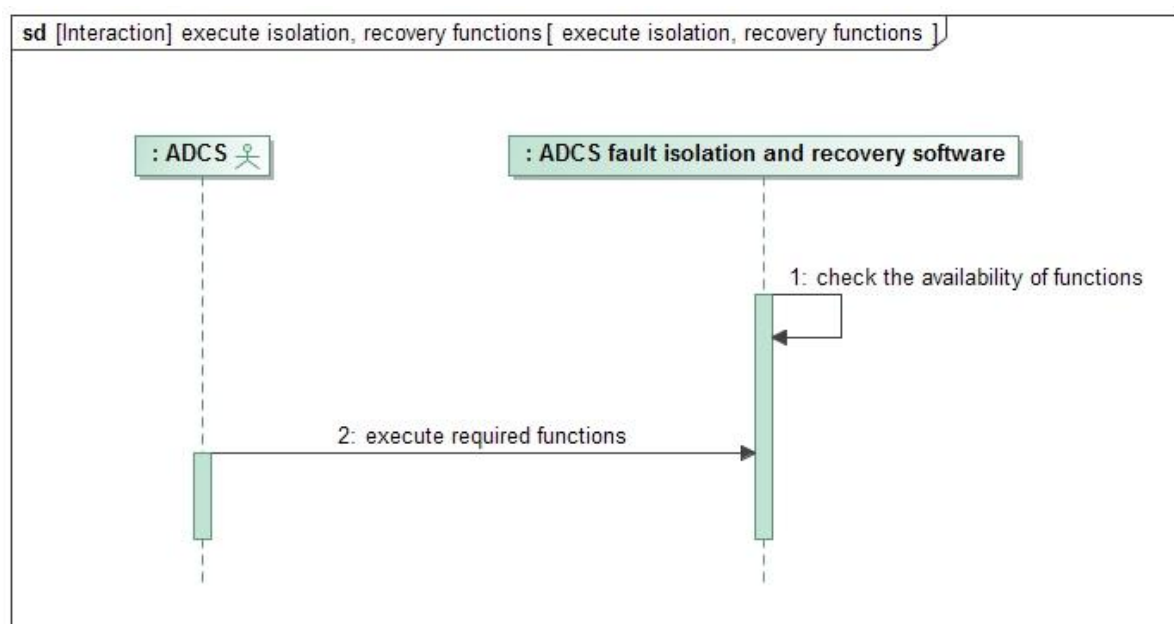 sd [Interaction] execute isolation, recovery functions [ execute isolation, recovery functions ]
: ADCS
: ADCS fault isolation and recovery software
1: check the availability of functions
2: execute required functions